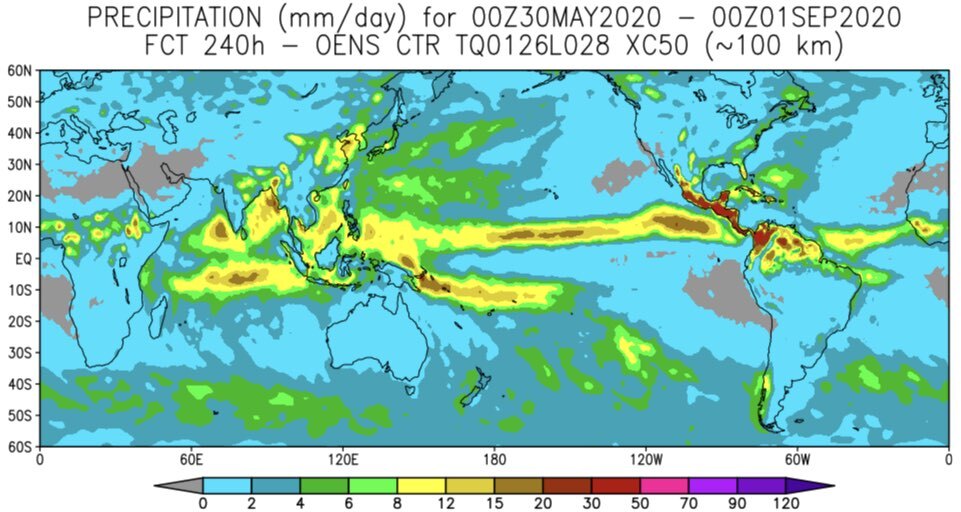 PRECIPITATION (mm/day) for 00Z30MAY2020 – 00Z01SEP2020
FCT 240h – OENS CTR TQ0126L028 XC50 (~100 km)
60N
50N
40N
30N
20N
10N
EQ
10S
20S
30S
40S
50S
60S
0 60E 120E 180 120W 60W 0
0 2 4 6 8 12 15 20 30 50 70 90 120